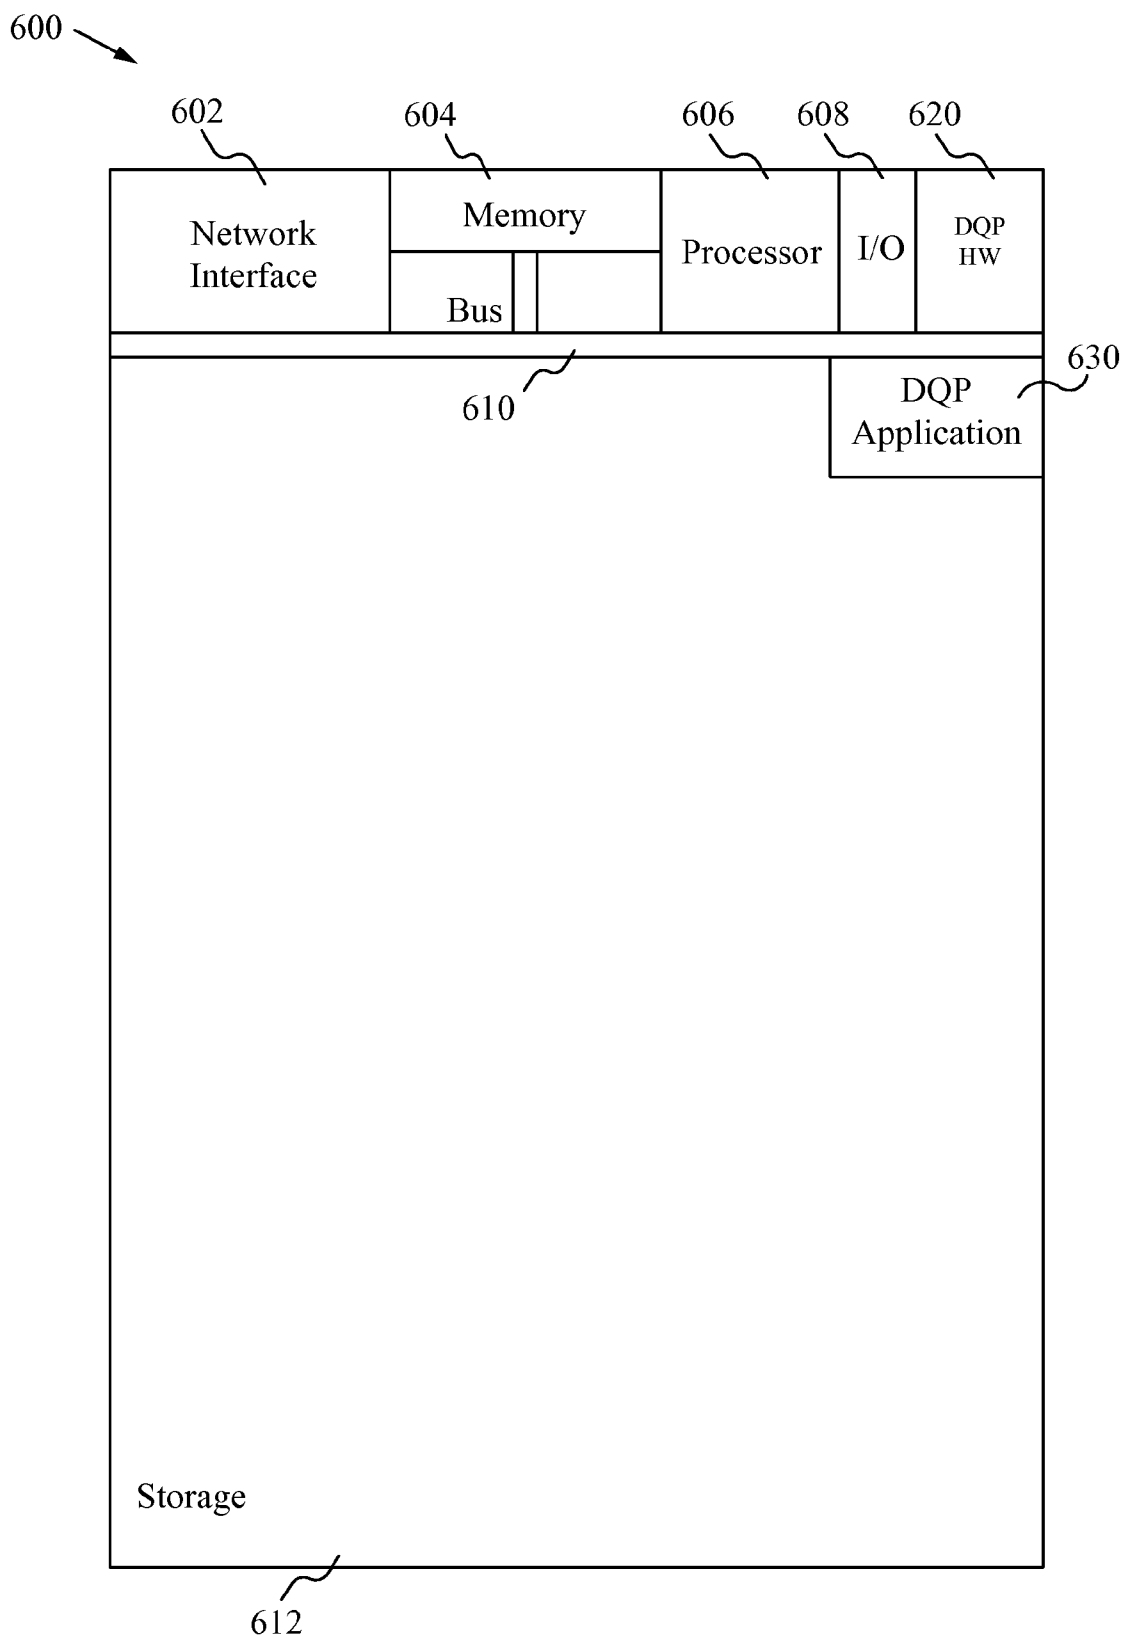 600
602
604
606
608
620
Network
Interface
Memory
Bus
Processor
I/O
DQP
HW
610
630
DQP
Application
Storage
612